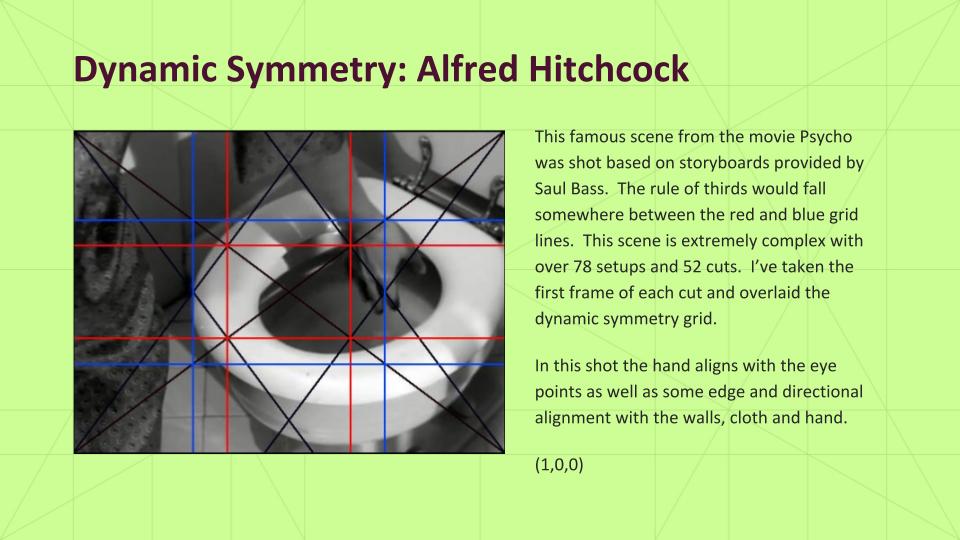 Dynamic Symmetry: Alfred Hitchcock
This famous scene from the movie Psycho
was shot based on storyboards provided by
Saul Bass.  The rule of thirds would fall
somewhere between the red and blue grid
lines.  This scene is extremely complex with
over 78 setups and 52 cuts.  I’ve taken the
first frame of each cut and overlaid the
dynamic symmetry grid.
In this shot the hand aligns with the eye
points as well as some edge and directional
alignment with the walls, cloth and hand.
(1,0,0)